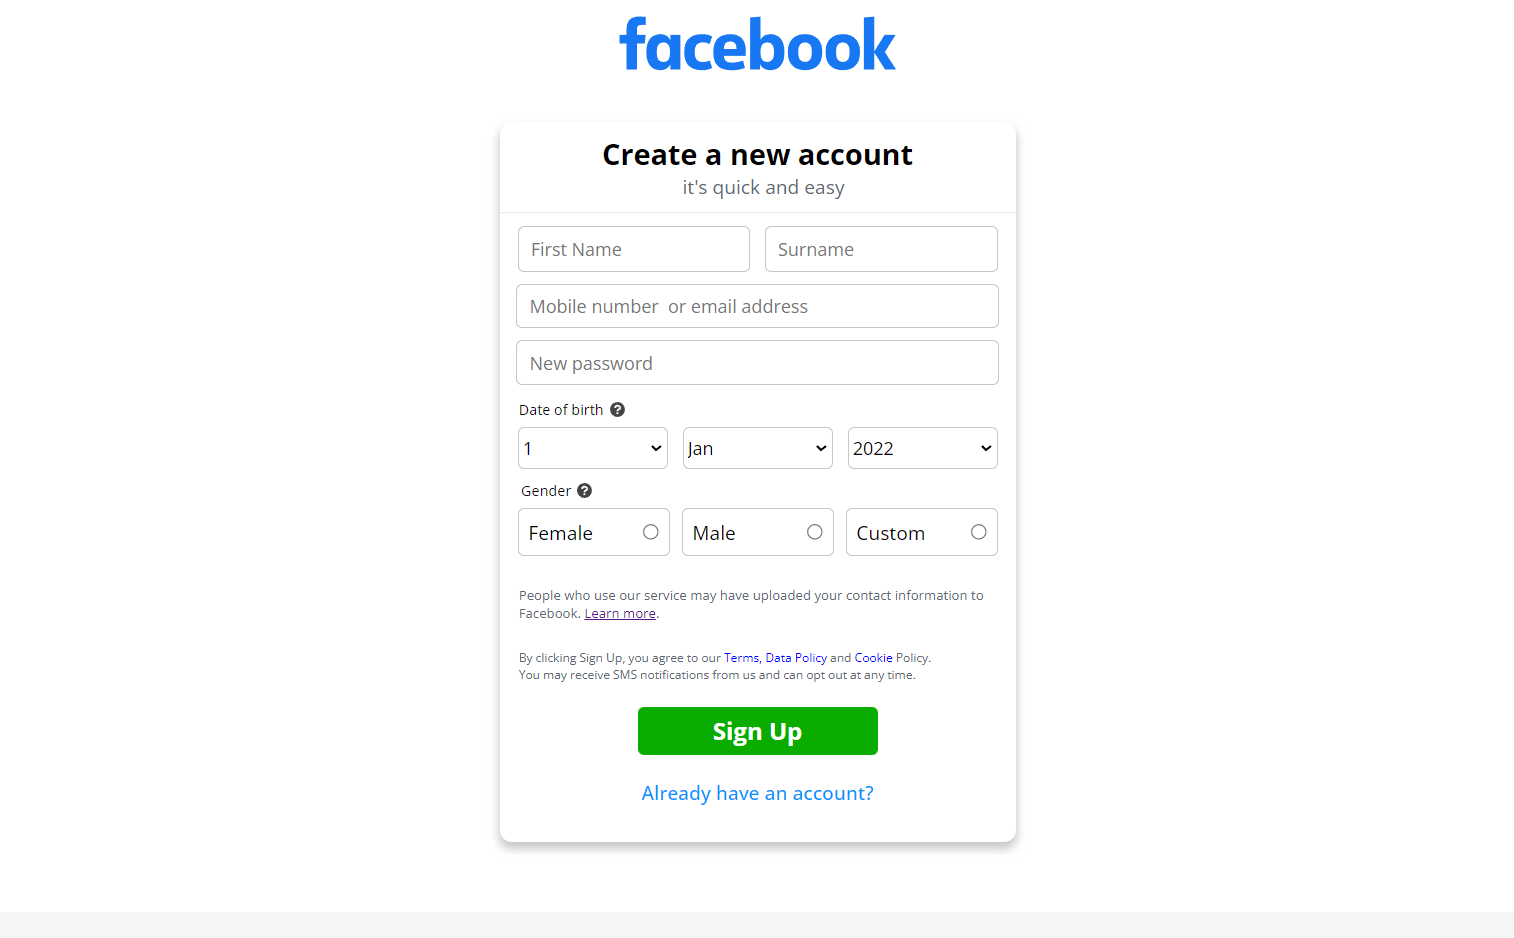 facebook
Create a new account
it's quick and easy
First Name Surname
Mobile number  or email address
New password
Date of birth ?
1 Jan 2022
Gender ?
Female Male Custom
People who use our service may have uploaded your contact information to
Facebook. Learn more.
By clicking Sign Up, you agree to our Terms, Data Policy and Cookie Policy.
You may receive SMS notifications from us and can opt out at any time.
Sign Up
Already have an account?